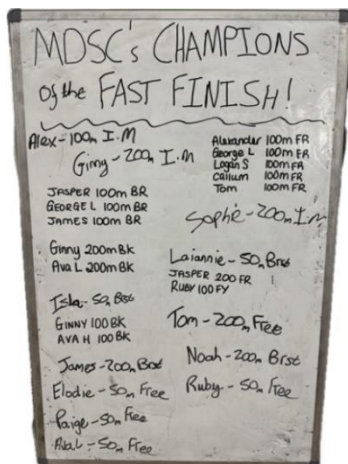 MDSC's CHAMPIONS
of the FAST FINISH!
Alex - 100m I.M
Ginny - 200m I.M
Alexander 100m FR
George L 100m FR
Logan S 100m FR
Callum 100m FR
Tom 100m FR
JASPER 100m BR
GEORGE L 100m BR
JAMES 100m BR
Sophie - 200m I.M
Ginny 200m BK
Ava L 200m BK
Laiannie - 50m Brst
JASPER 200 FR
RUBY 100 FY
Isla - 50m Brst
GINNY 100 BK
AVA H 100 BK
Tom - 200m Free
James - 200m Brst
Noah - 200m Brst
Elodie - 50m Free
Ruby - 50m Free
Paige - 50m Free
Ava.L - 50m Free